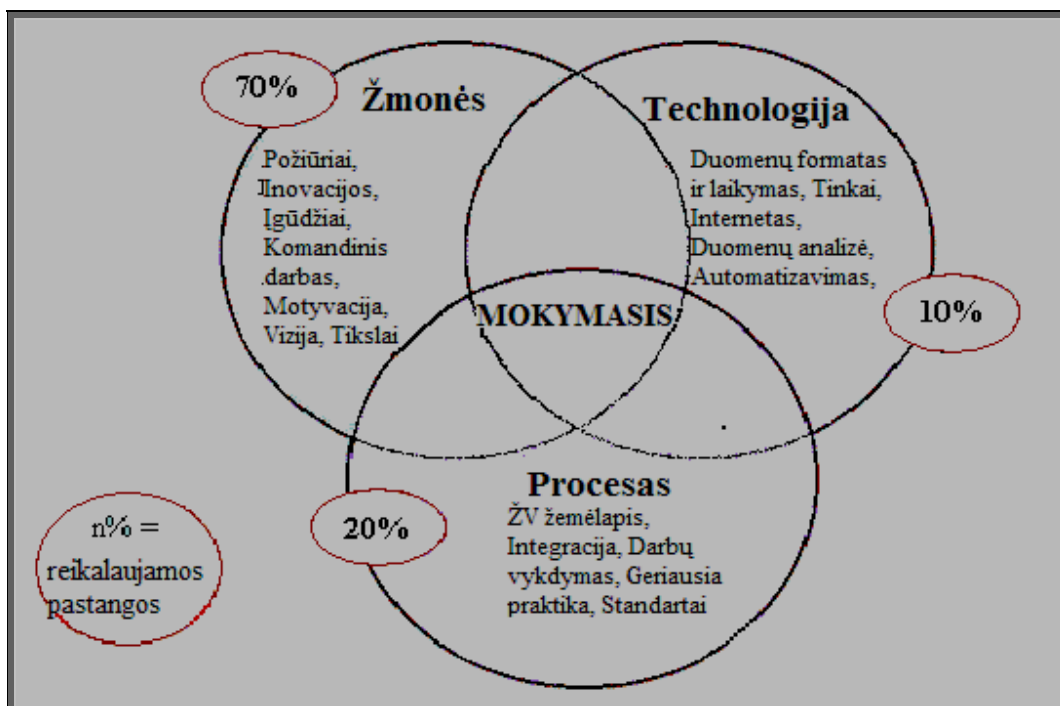 70%
Žmonės
Požiūriai,
Inovacijos,
Įgūdžiai,
Komandinis
darbas,
Motyvacija,
Vizija, Tikslai
Technologija
Duomenų formatas
ir laikymas, Tinkai,
Internetas,
Duomenų analizė,
Automatizavimas,
10%
MOKYMASIS
Procesas
20%
ŽV žemėlapis,
Integracija, Darbų
vykdymas, Geriausia
praktika, Standartai
n% =
reikalaujamos
pastangos